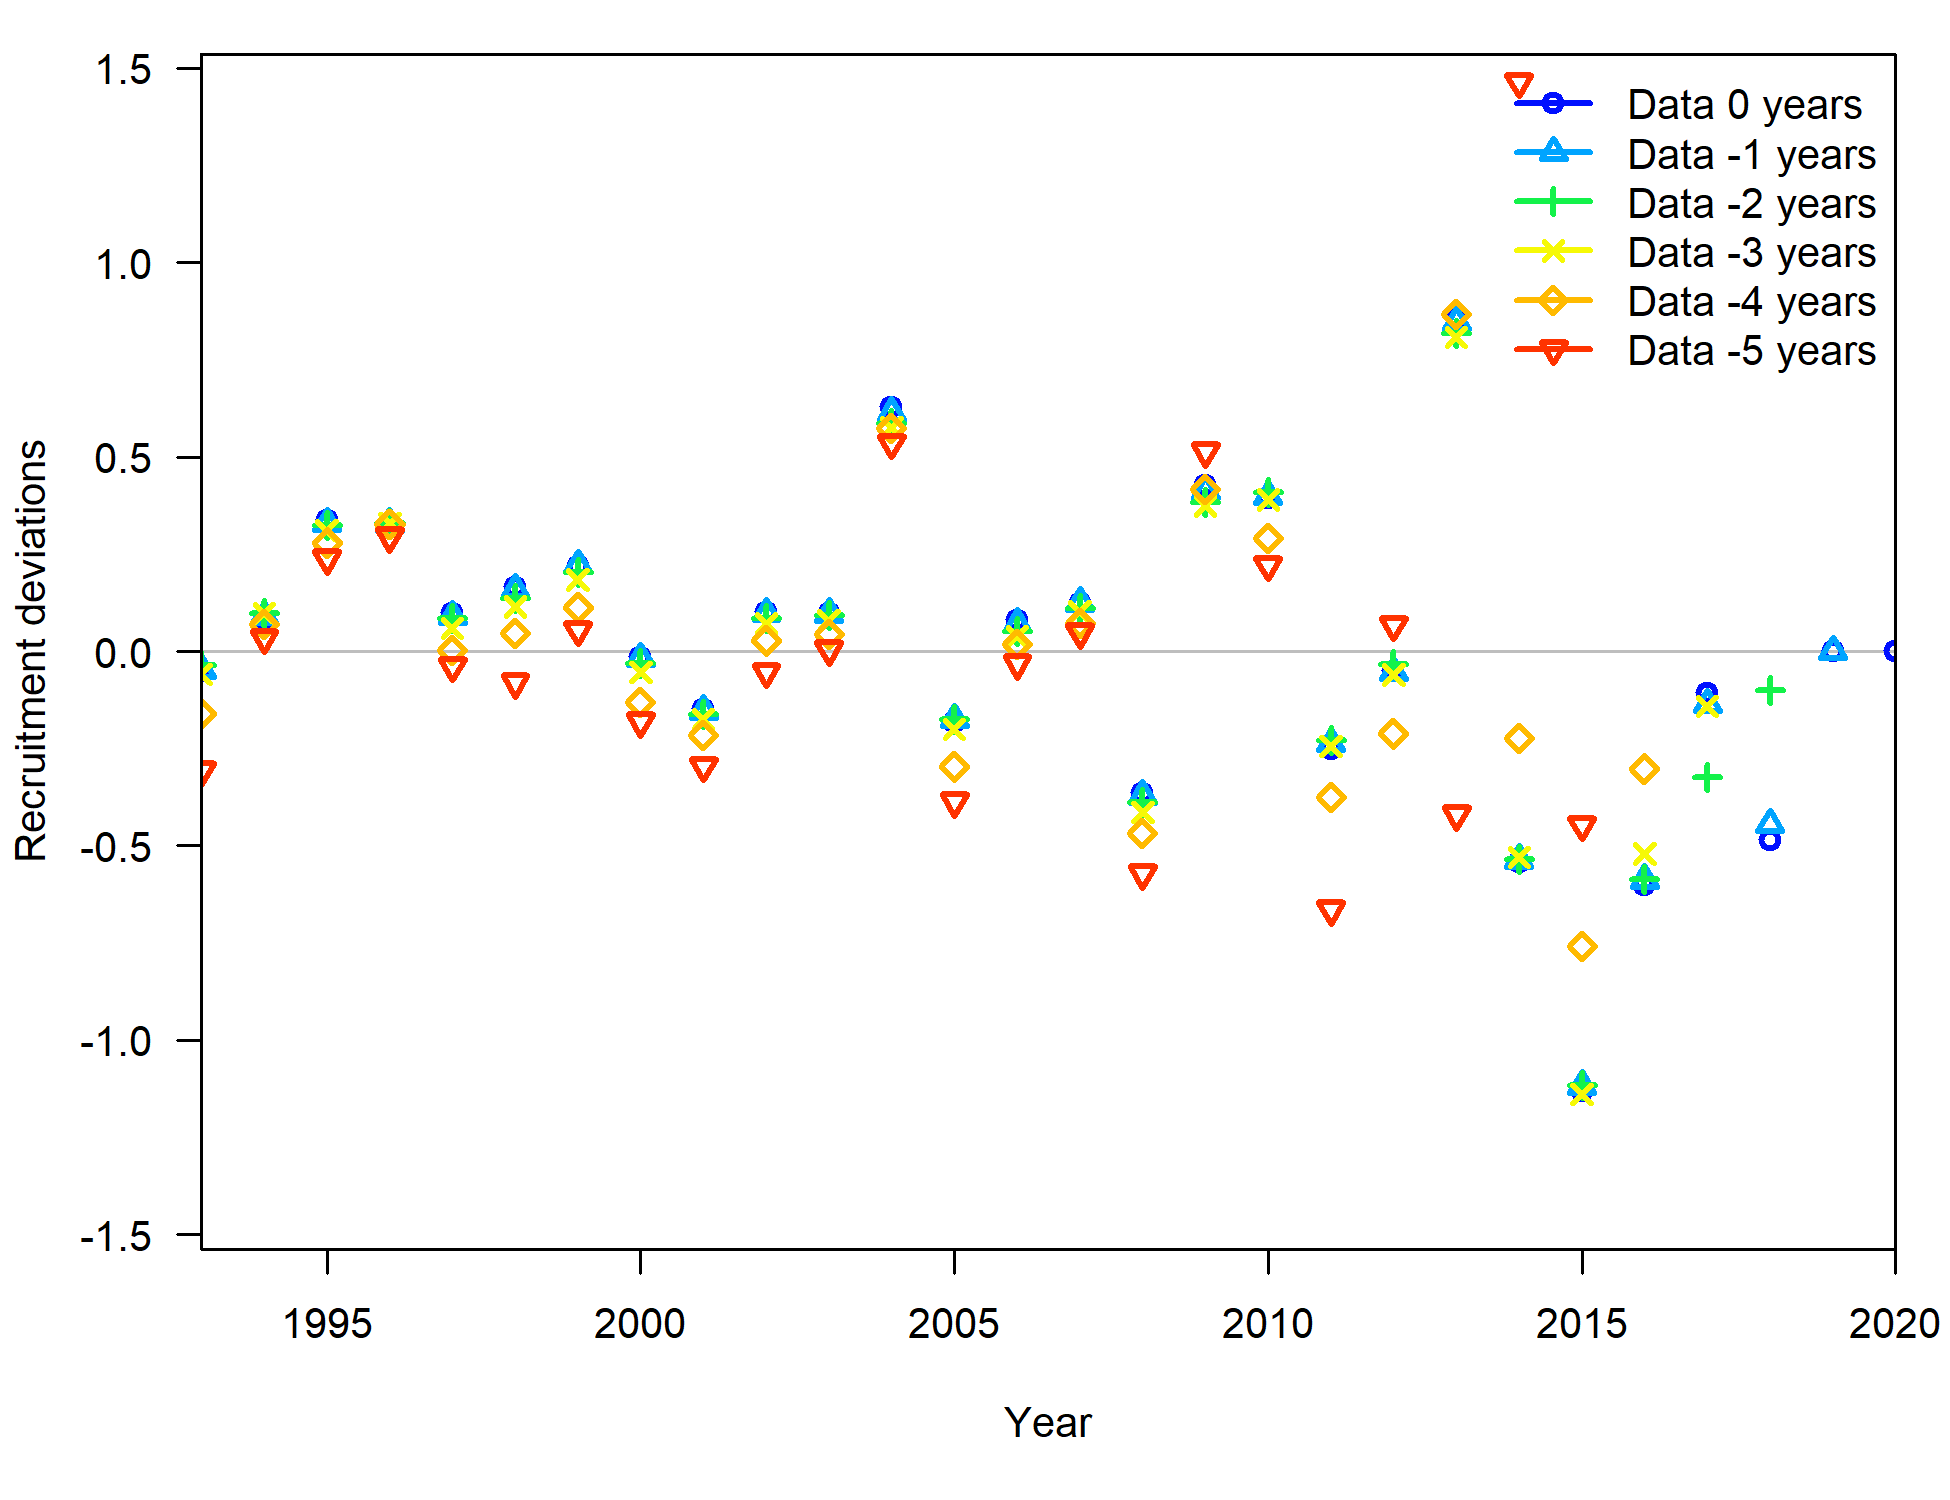 1.5
1.0
0.5
0.0
-0.5
-1.0
-1.5
Recruitment deviations
Data 0 years
Data -1 years
Data -2 years
Data -3 years
Data -4 years
Data -5 years
1995
2000
2005
2010
2015
2020
Year